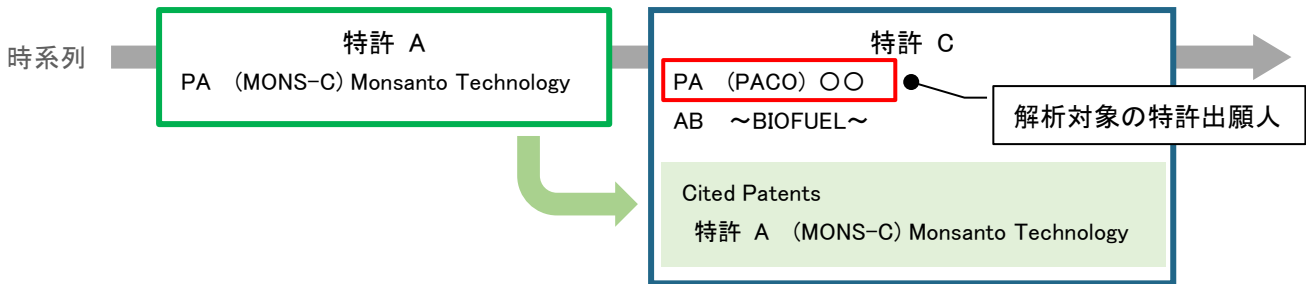 時系列
特許 A
PA (MONS-C) Monsanto Technology
特許 C
PA (PACO) 〇〇
AB ～BIOFUEL～
解析対象の特許出願人
Cited Patents
特許 A (MONS-C) Monsanto Technology